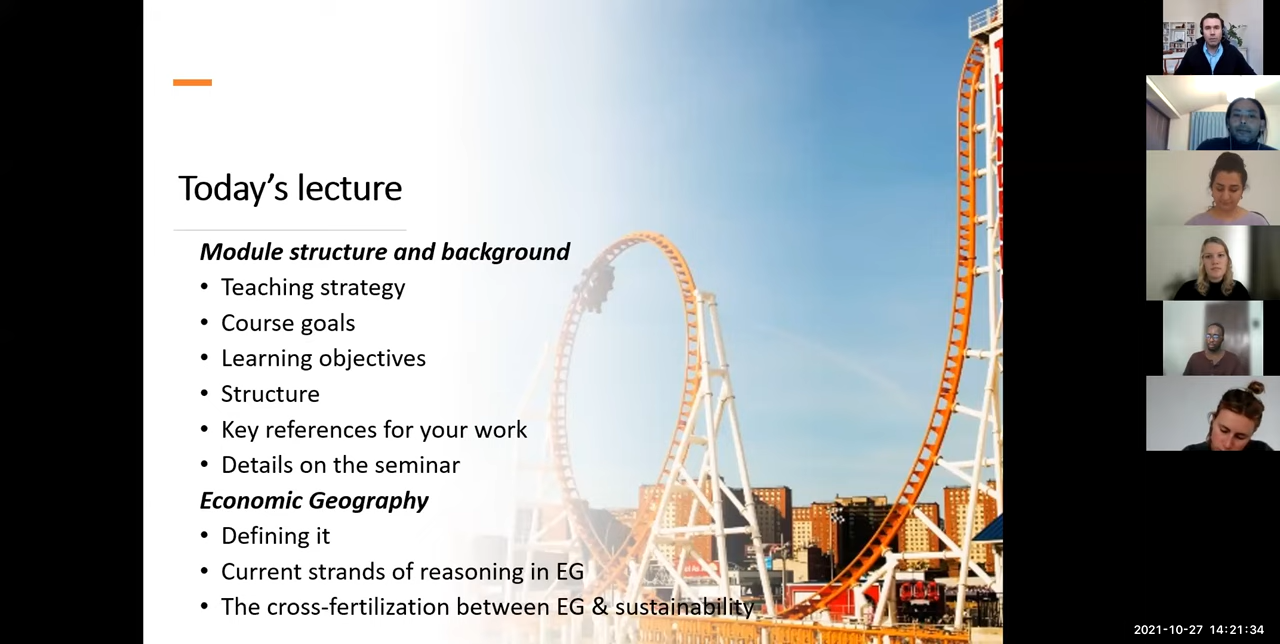 Today's lecture
Module structure and background
• Teaching strategy
• Course goals
• Learning objectives
• Structure
• Key references for your work
• Details on the seminar
Economic Geography
• Defining it
• Current strands of reasoning in EG
• The cross-fertilization between EG & sustainability
2021-10-27 14:21:34